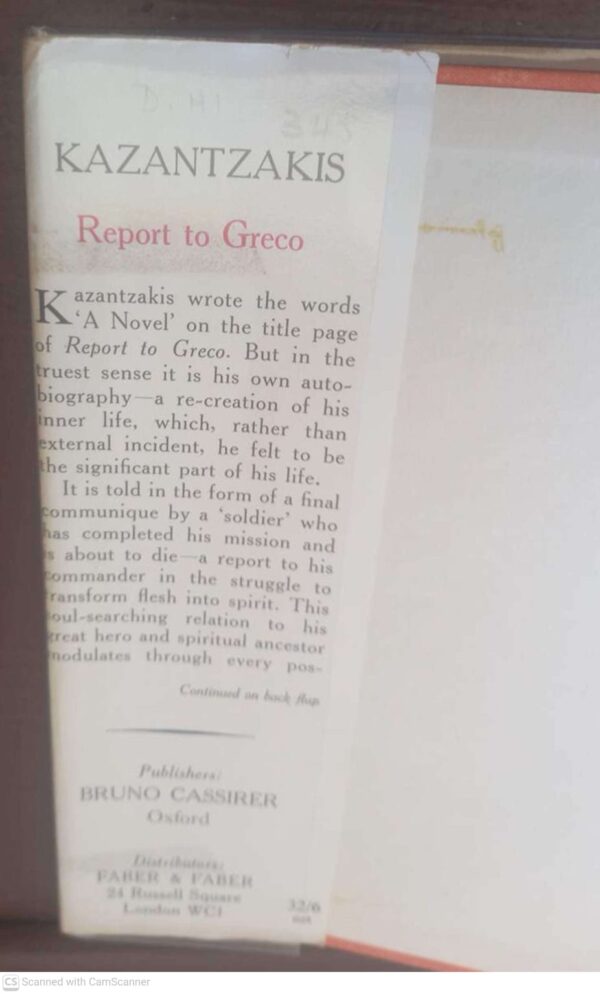 D. H
345
KAZANTZAKIS
Report to Greco
Kazantzakis wrote the words
‘A Novel’ on the title page
of Report to Greco. But in the
truest sense it is his own auto-
biography—a re-creation of his
inner life, which, rather than
external incident, he felt to be
the significant part of his life.
It is told in the form of a final
communique by a ‘soldier’ who
has completed his mission and
is about to die—a report to his
commander in the struggle to
transform flesh into spirit. This
soul-searching relation to his
great hero and spiritual ancestor
modulates through every pos-
Continued on back flap
Publishers:
BRUNO CASSIRER
Oxford
Distributors:
FABER & FABER
24 Russell Square
London WC1
32/6
net
CS Scanned with CamScanner